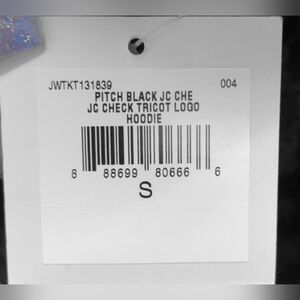 JWTKT131839 004
PITCH BLACK JC CHE
JC CHECK TRICOT LOGO
HOODIE
8 88699 80666 6
S